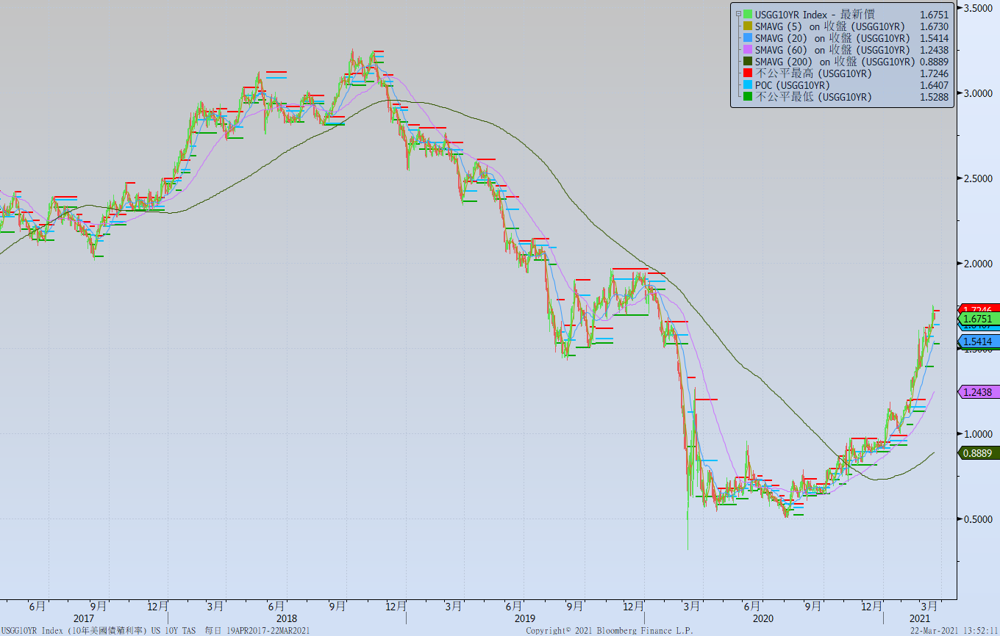 3.5000
USGG10YR Index - 最新價 1.6751
SMAVG (5) on 收盤 (USGG10YR) 1.6730
SMAVG (20) on 收盤 (USGG10YR) 1.5414
SMAVG (60) on 收盤 (USGG10YR) 1.2438
SMAVG (200) on 收盤 (USGG10YR) 0.8889
不公平最高 (USGG10YR) 1.7246
POC (USGG10YR) 1.6407
不公平最低 (USGG10YR) 1.5288
3.0000
2.5000
2.0000
1.7246
1.6751
1.5414
1.5000
1.2438
1.0000
0.8889
0.5000
6月 9月 12月 3月 6月 9月 12月 3月 6月 9月 12月 3月 6月 9月 12月 3月
2017 2018 2019 2020 2021
USGG10YR Index (10年美國債殖利率) US 10Y TAS 每日 19APR2017-22MAR2021 Copyright© 2021 Bloomberg Finance L.P. 22-Mar-2021 13:52:11